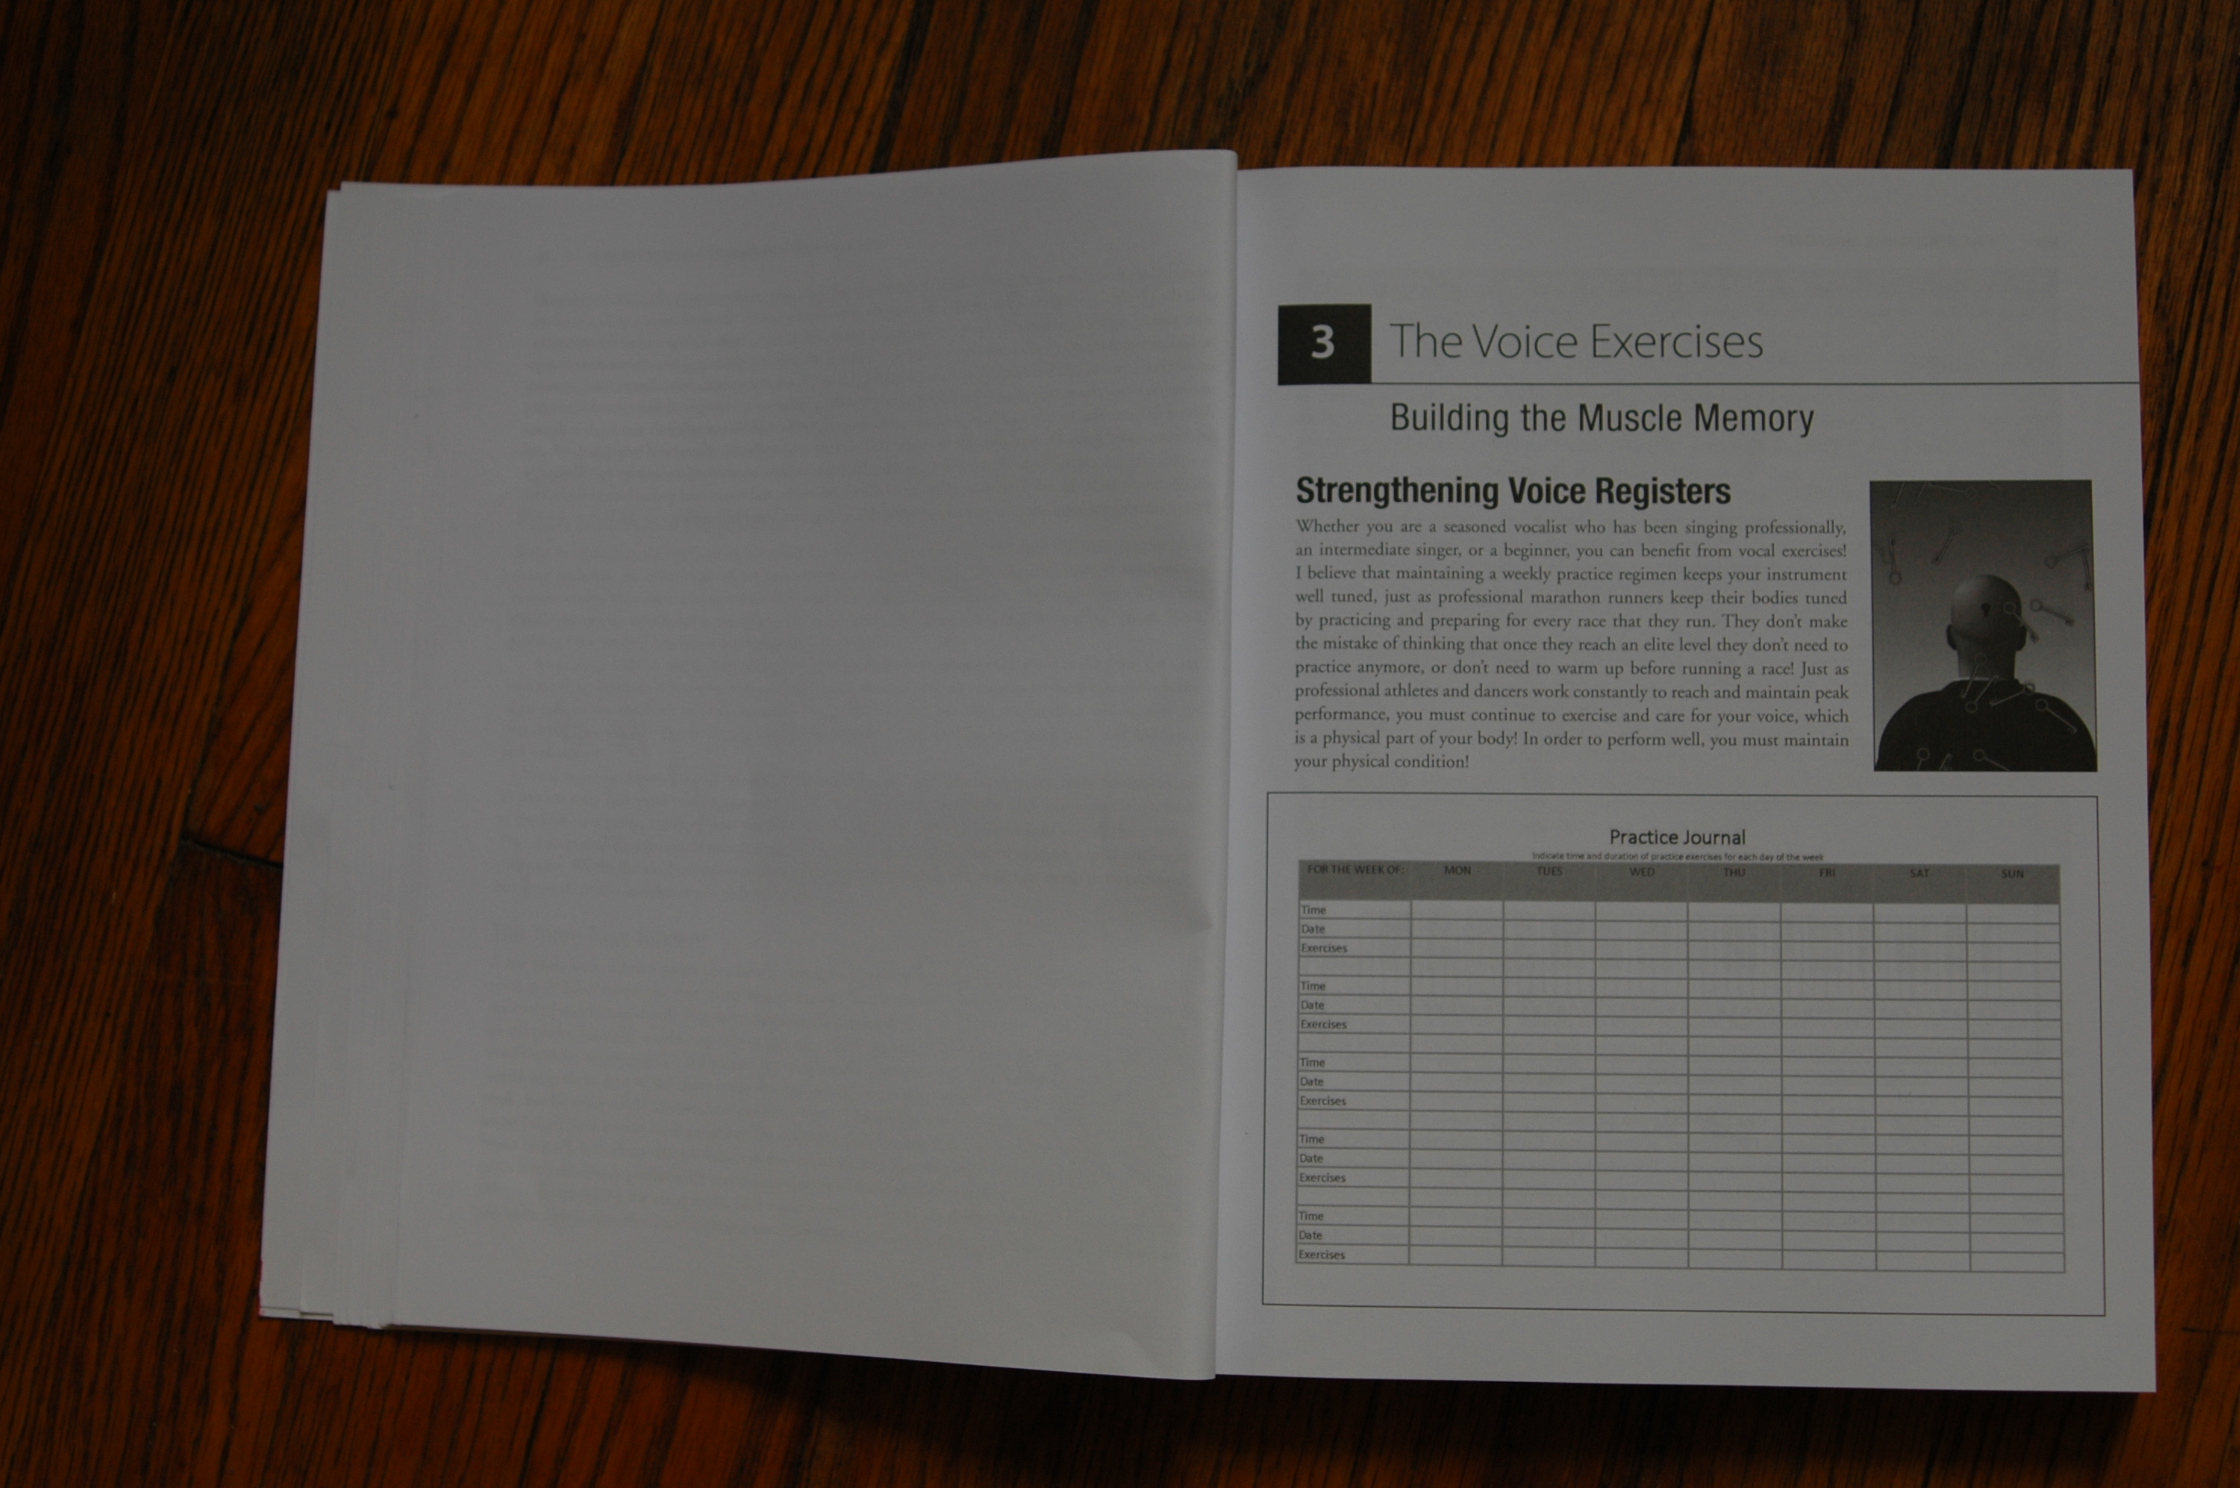 3 The Voice Exercises
Building the Muscle Memory
Strengthening Voice Registers
Whether you are a seasoned vocalist who has been singing professionally,
an intermediate singer, or a beginner, you can benefit from vocal exercises!
I believe that maintaining a weekly practice regimen keeps your instrument
well tuned, just as professional marathon runners keep their bodies tuned
by practicing and preparing for every race that they run. They don't make
the mistake of thinking that once they reach an elite level they don't need to
practice anymore, or don't need to warm up before running a race! Just as
professional athletes and dancers work constantly to reach and maintain peak
performance, you must continue to exercise and care for your voice, which
is a physical part of your body! In order to perform well, you must maintain
your physical condition!
Practice Journal
Indicate time and duration of practice exercises for each day of the week
FOR THE WEEK OF: MON TUES WED THU FRI SAT SUN
Time
Date
Exercises
Time
Date
Exercises
Time
Date
Exercises
Time
Date
Exercises
Time
Date
Exercises